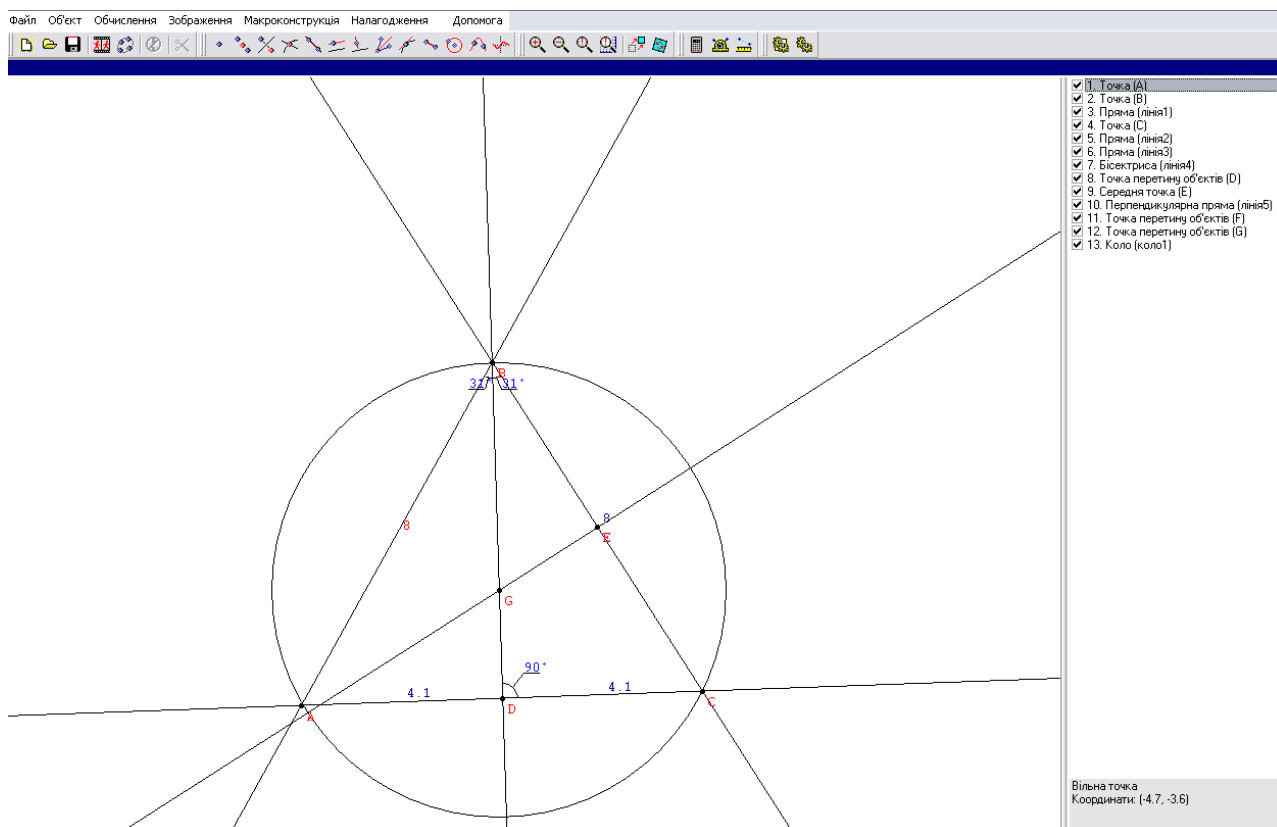 Файл Об'єкт Обчислення Зображення Макроконструкція Налагодження Допомога
1. Точка (A)
2. Точка (B)
3. Пряма (лінія1)
4. Точка (C)
5. Пряма (лінія2)
6. Пряма (лінія3)
7. Бісектриса (лінія4)
8. Точка перетину об'єктів (D)
9. Середня точка (E)
10. Перпендикулярна пряма (лінія5)
11. Точка перетину об'єктів (F)
12. Точка перетину об'єктів (G)
13. Коло (коло1)
B
31° 31°
8 8
E
G
90°
4.1 4.1
A D C
Вільна точка
Координати: (-4.7, -3.6)